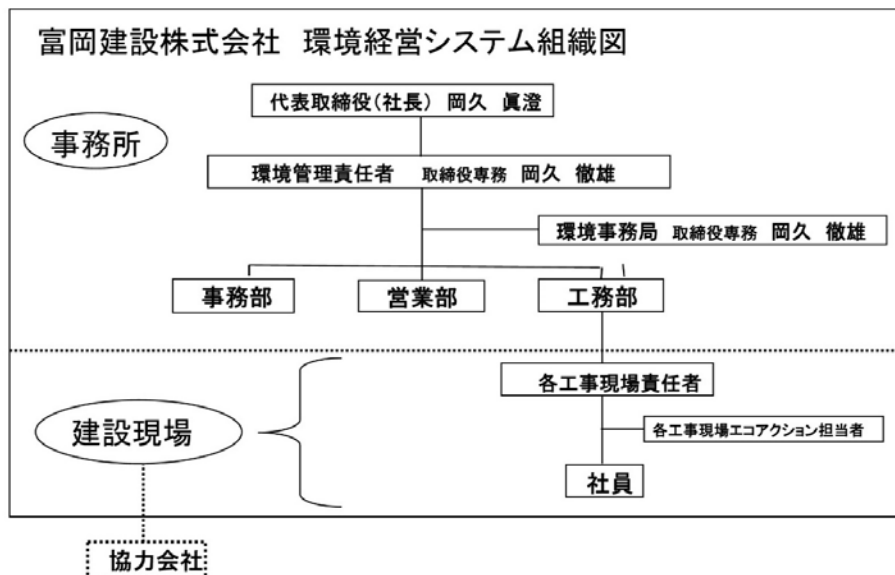 富岡建設株式会社 環境経営システム組織図
代表取締役(社長) 岡久 眞澄
事務所
環境管理責任者 取締役専務 岡久 徹雄
環境事務局 取締役専務 岡久 徹雄
事務部
営業部
工務部
各工事現場責任者
建設現場
各工事現場エコアクション担当者
社員
協力会社